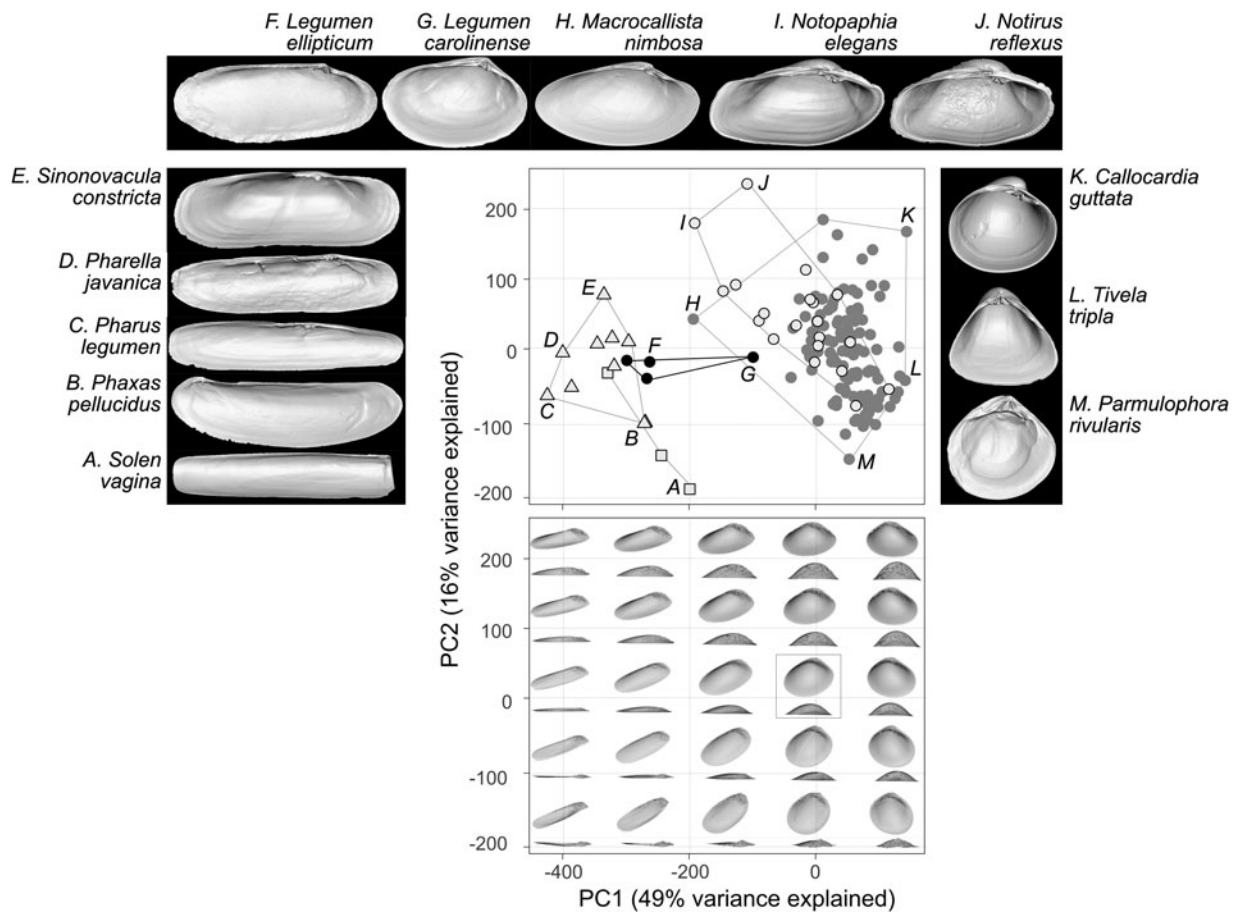 F. Legumen
ellipticum
G. Legumen
carolinense
H. Macrocallista
nimbosa
I. Notopaphia
elegans
J. Notirus
reflexus
E. Sinonovacula
constricta
D. Pharella
javanica
C. Pharus
legumen
B. Phaxas
pellucidus
A. Solen
vagina
K. Callocardia
guttata
L. Tivela
tripla
M. Parmulophora
rivularis
200
100
0
-100
-200
J
I
K
H
E
D
F
G
L
C
B
M
A
200
100
0
-100
-200
-400
-200
0
PC2 (16% variance explained)
PC1 (49% variance explained)